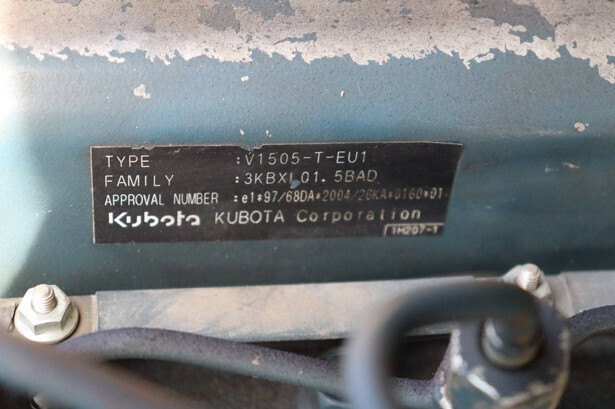 TYPE :V1505-T-EU1
FAMILY :3KBXL01.5BAD
APPROVAL NUMBER :e1*97/68DA*2004/26KA*0160*01
Kubota KUBOTA Corporation
1H207-1